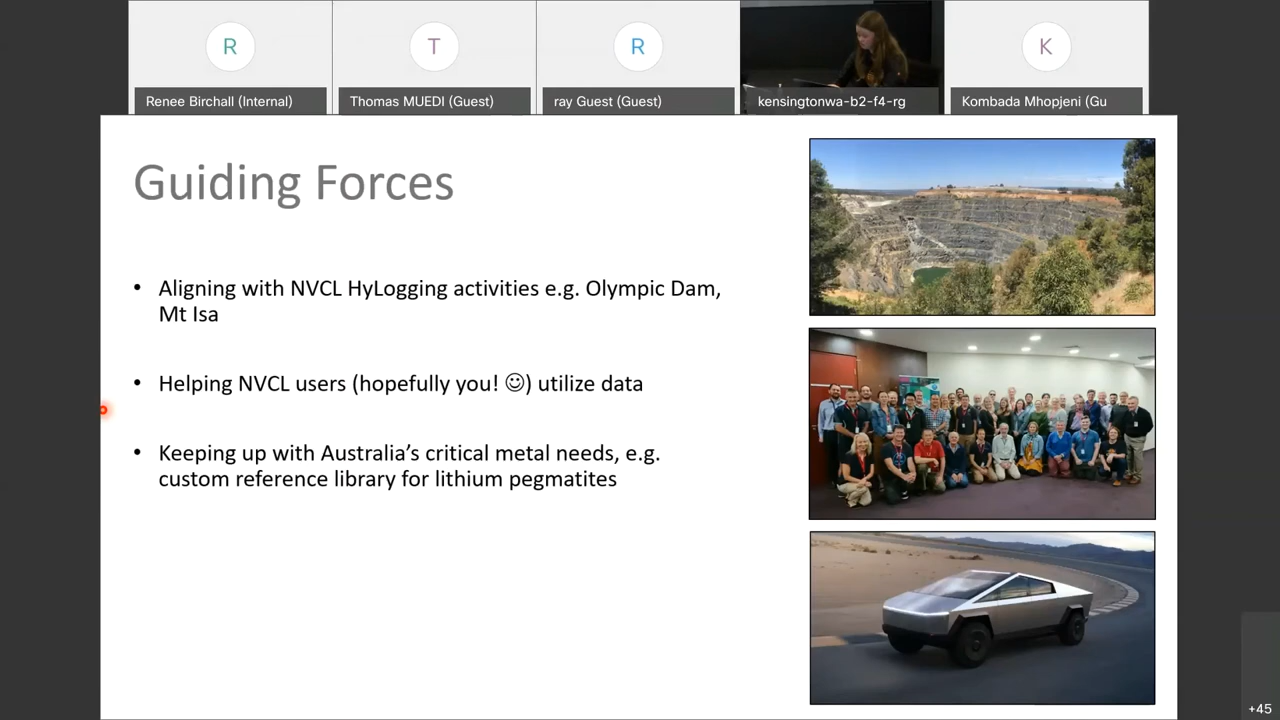 R
T
R
K
Renee Birchall (Internal)
Thomas MUEDI (Guest)
ray Guest (Guest)
kensingtonwa-b2-f4-rg
Kombada Mhopjeni (Gu
Guiding Forces
• Aligning with NVCL HyLogging activities e.g. Olympic Dam,
Mt Isa
• Helping NVCL users (hopefully you! ☺) utilize data
• Keeping up with Australia’s critical metal needs, e.g.
custom reference library for lithium pegmatites
+45